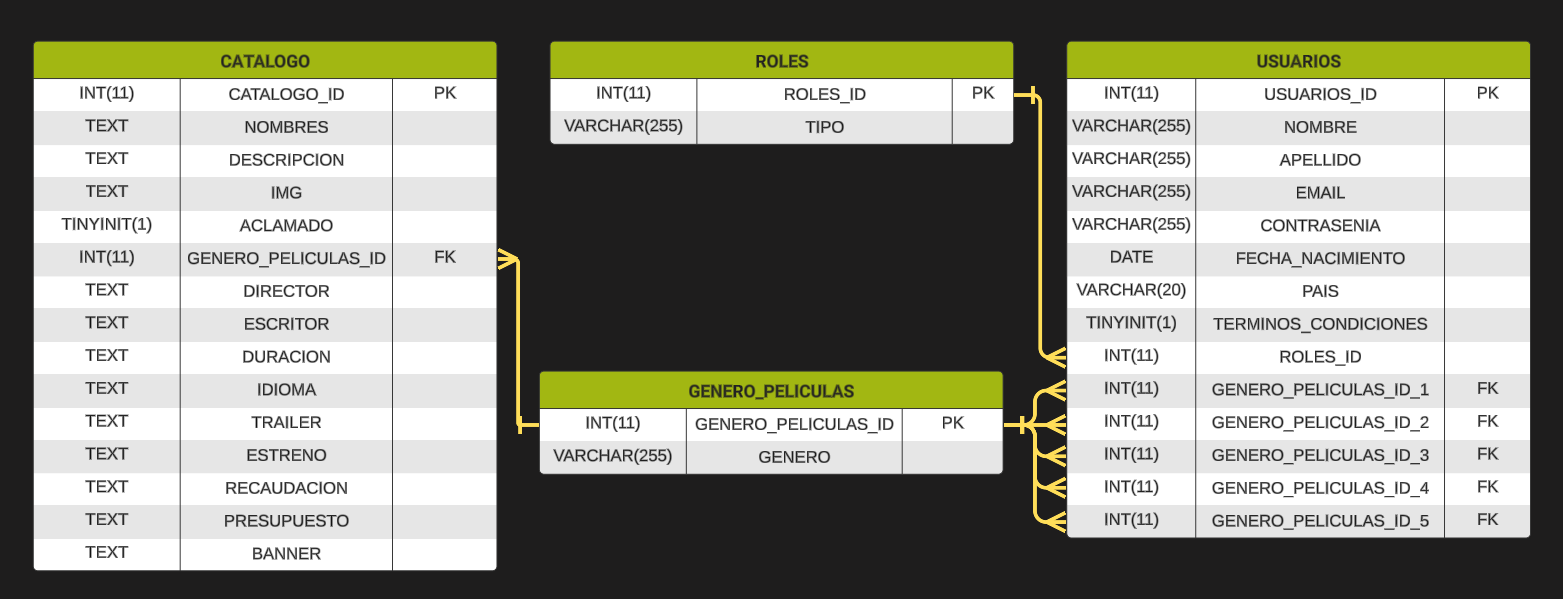 CATALOGO
INT(11) CATALOGO_ID PK
TEXT NOMBRES
TEXT DESCRIPCION
TEXT IMG
TINYINIT(1) ACLAMADO
INT(11) GENERO_PELICULAS_ID FK
TEXT DIRECTOR
TEXT ESCRITOR
TEXT DURACION
TEXT IDIOMA
TEXT TRAILER
TEXT ESTRENO
TEXT RECAUDACION
TEXT PRESUPUESTO
TEXT BANNER
ROLES
INT(11) ROLES_ID PK
VARCHAR(255) TIPO
GENERO_PELICULAS
INT(11) GENERO_PELICULAS_ID PK
VARCHAR(255) GENERO
USUARIOS
INT(11) USUARIOS_ID PK
VARCHAR(255) NOMBRE
VARCHAR(255) APELLIDO
VARCHAR(255) EMAIL
VARCHAR(255) CONTRASENIA
DATE FECHA_NACIMIENTO
VARCHAR(20) PAIS
TINYINIT(1) TERMINOS_CONDICIONES
INT(11) ROLES_ID
INT(11) GENERO_PELICULAS_ID_1 FK
INT(11) GENERO_PELICULAS_ID_2 FK
INT(11) GENERO_PELICULAS_ID_3 FK
INT(11) GENERO_PELICULAS_ID_4 FK
INT(11) GENERO_PELICULAS_ID_5 FK